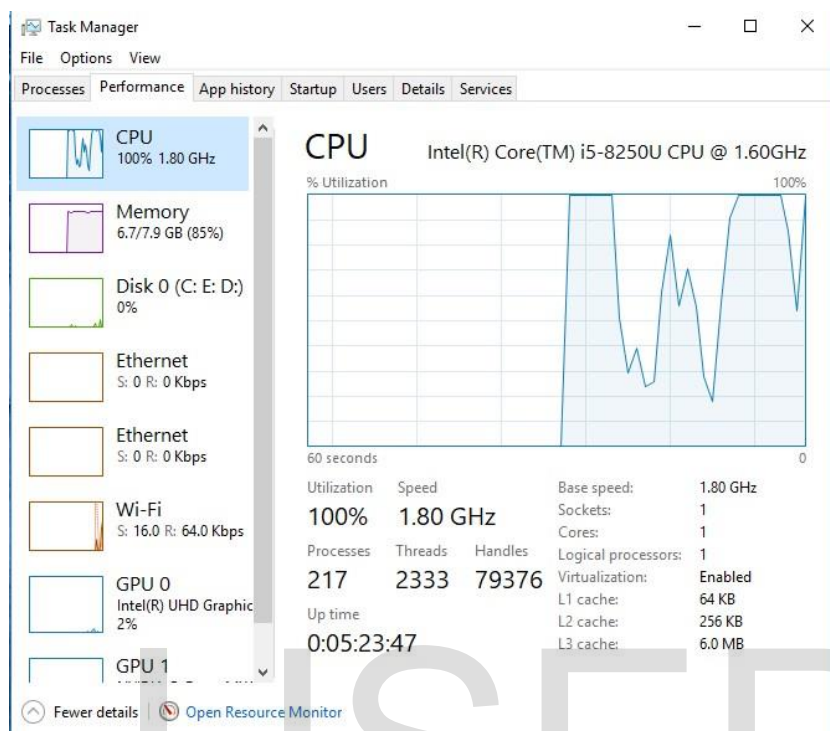 Task Manager
File Options View
Processes Performance App history Startup Users Details Services
CPU
100% 1.80 GHz
Memory
6.7/7.9 GB (85%)
Disk 0 (C: E: D:)
0%
Ethernet
S: 0 R: 0 Kbps
Ethernet
S: 0 R: 0 Kbps
Wi-Fi
S: 16.0 R: 64.0 Kbps
GPU 0
Intel(R) UHD Graphic
2%
GPU 1
CPU Intel(R) Core(TM) i5-8250U CPU @ 1.60GHz
% Utilization 100%
60 seconds 0
Utilization Speed
100% 1.80 GHz
Processes Threads Handles
217 2333 79376
Up time
0:05:23:47
Base speed: 1.80 GHz
Sockets: 1
Cores: 1
Logical processors: 1
Virtualization: Enabled
L1 cache: 64 KB
L2 cache: 256 KB
L3 cache: 6.0 MB
Fewer details Open Resource Monitor